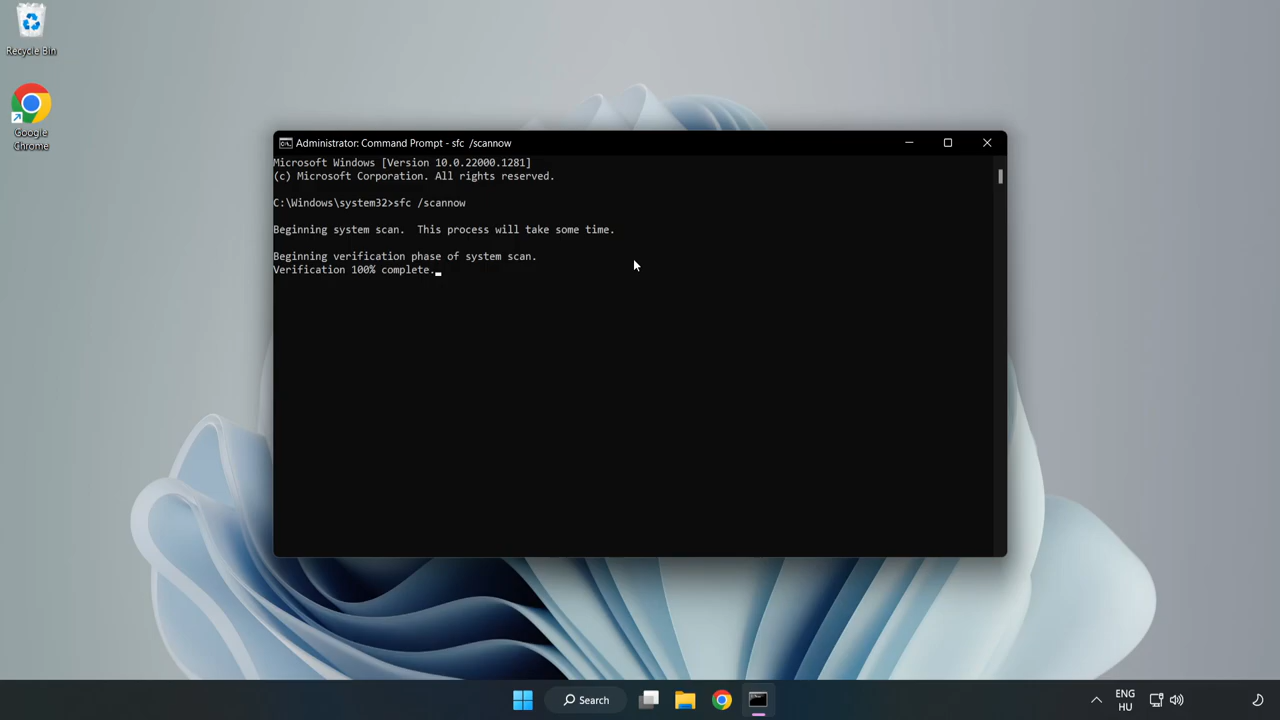 Recycle Bin
Google
Chrome
Administrator: Command Prompt - sfc  /scannow
Microsoft Windows [Version 10.0.22000.1281]
(c) Microsoft Corporation. All rights reserved.
C:\Windows\system32>sfc /scannow
Beginning system scan.  This process will take some time.
Beginning verification phase of system scan.
Verification 100% complete.
Search
ENG
HU